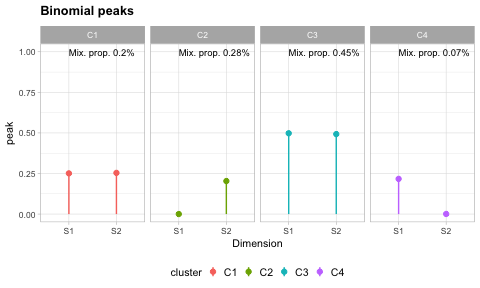 Binomial peaks
C1 C2 C3 C4
Mix. prop. 0.2% Mix. prop. 0.28% Mix. prop. 0.45% Mix. prop. 0.07%
1.00
0.75
0.50
0.25
0.00
peak
S1 S2 S1 S2 S1 S2 S1 S2
Dimension
cluster C1 C2 C3 C4